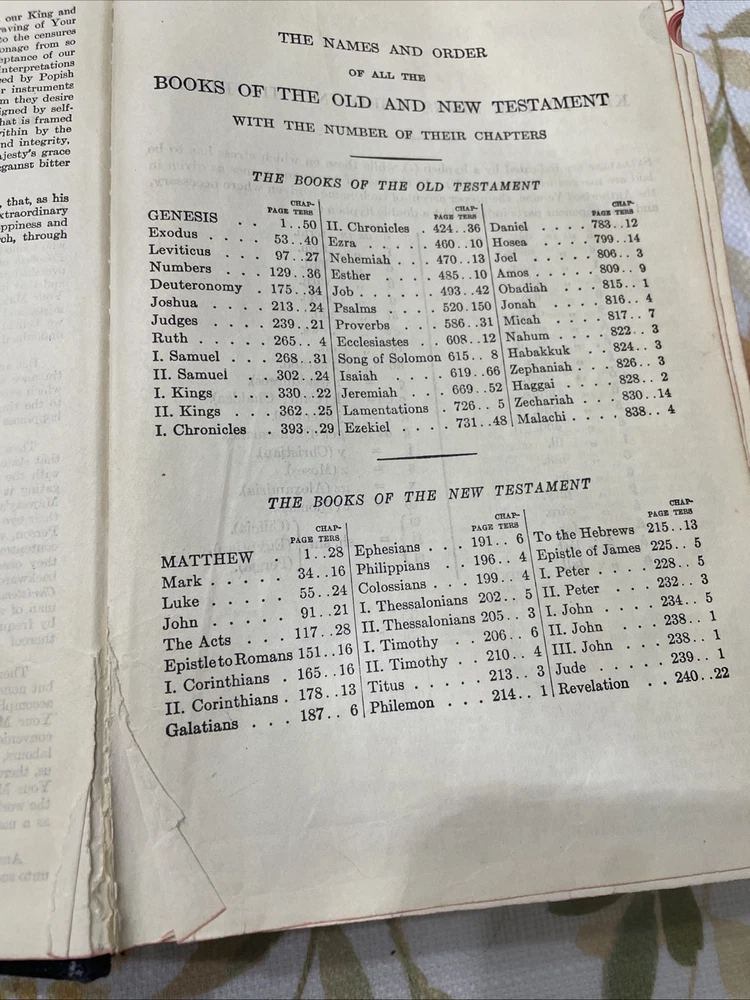 our King and
aving of Your
to the censures
onage from so
eptance of our
interpretations
ed by Popish
r instruments
m they desire
igned by self-
hat is framed
ithin by the
nd integrity,
ajesty's grace
gainst bitter
, that, as his
xtraordinary
ppiness and
rch, through
THE NAMES AND ORDER
OF ALL THE
BOOKS OF THE OLD AND NEW TESTAMENT
WITH THE NUMBER OF THEIR CHAPTERS
THE BOOKS OF THE OLD TESTAMENT
CHAP-
PAGE TERS
GENESIS . . 1 . . 50
Exodus . . . . 53 . . 40
Leviticus . . . 97 . . 27
Numbers . . . 129 . . 36
Deuteronomy . 175 . . 34
Joshua . . . . 213 . . 24
Judges . . . . 239 . . 21
Ruth . . . . . 265 . . 4
I. Samuel . . . 268 . . 31
II. Samuel . . 302 . . 24
I. Kings . . . 330 . . 22
II. Kings . . . 362 . . 25
I. Chronicles . 393 . . 29
CHAP-
PAGE TERS
II. Chronicles . 424 . . 36
Ezra . . . . . 460 . . 10
Nehemiah . . . 470 . . 13
Esther . . . . 485 . . 10
Job . . . . . . 493 . . 42
Psalms . . . . 520 . 150
Proverbs . . . 586 . . 31
Ecclesiastes . . 608 . . 12
Song of Solomon 615 . . 8
Isaiah . . . . 619 . . 66
Jeremiah . . . 669 . . 52
Lamentations . 726 . . 5
Ezekiel . . . . 731 . . 48
CHAP-
PAGE TERS
Daniel . . . . 783 . . 12
Hosea . . . . 799 . . 14
Joel . . . . . 806 . . 3
Amos . . . . . 809 . . 9
Obadiah . . . 815 . . 1
Jonah . . . . 816 . . 4
Micah . . . . 817 . . 7
Nahum . . . . 822 . . 3
Habakkuk . . 824 . . 3
Zephaniah . . 826 . . 3
Haggai . . . . 828 . . 2
Zechariah . . . 830 . . 14
Malachi . . . . 838 . . 4
THE BOOKS OF THE NEW TESTAMENT
CHAP-
PAGE TERS
MATTHEW . 1 . . 28
Mark . . . . . 34 . . 16
Luke . . . . . 55 . . 24
John . . . . . 91 . . 21
The Acts . . . 117 . . 28
Epistle to Romans 151 . . 16
I. Corinthians . 165 . . 16
II. Corinthians . 178 . . 13
Galatians . . . 187 . . 6
CHAP-
PAGE TERS
Ephesians . . . 191 . . 6
Philippians . . 196 . . 4
Colossians . . . 199 . . 4
I. Thessalonians 202 . . 5
II. Thessalonians 205 . . 3
I. Timothy . . 206 . . 6
II. Timothy . . 210 . . 4
Titus . . . . . 213 . . 3
Philemon . . . 214 . . 1
CHAP-
PAGE TERS
To the Hebrews 215 . . 13
Epistle of James 225 . . 5
I. Peter . . . . 228 . . 5
II. Peter . . . 232 . . 3
I. John . . . . 234 . . 5
II. John . . . 238 . . 1
III. John . . . 238 . . 1
Jude . . . . . 239 . . 1
Revelation . . 240 . . 22